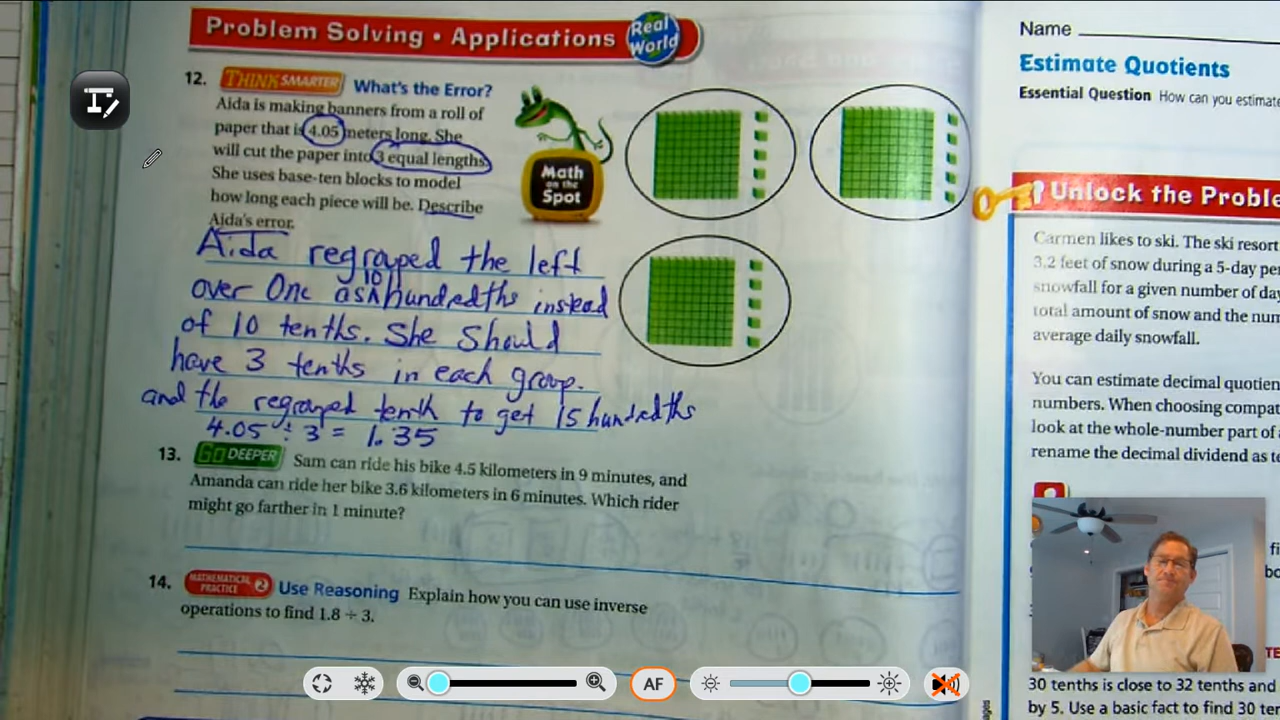 Problem Solving • Applications
Real
World
12. THINK SMARTER What's the Error?
Aida is making banners from a roll of
paper that is 4.05 meters long. She
will cut the paper into 3 equal lengths.
She uses base-ten blocks to model
how long each piece will be. Describe
Aida's error.
Math
on the
Spot
Aida regraped the left
over One as 10 hundredths instead
of 10 tenths. She Should
have 3 tenths in each group.
and the regraped tenth to get 15 hundredths
4.05 ÷ 3 = 1.35
13. GO DEEPER Sam can ride his bike 4.5 kilometers in 9 minutes, and
Amanda can ride her bike 3.6 kilometers in 6 minutes. Which rider
might go farther in 1 minute?
14. MATHEMATICAL PRACTICE 2 Use Reasoning Explain how you can use inverse
operations to find 1.8 ÷ 3.
Name
Estimate Quotients
Essential Question How can you estimate
Unlock the Proble
Carmen likes to ski. The ski resort
3.2 feet of snow during a 5-day per
snowfall for a given number of day
total amount of snow and the num
average daily snowfall.
You can estimate decimal quotien
numbers. When choosing compat
look at the whole-number part of
rename the decimal dividend as te
30 tenths is close to 32 tenths and
by 5. Use a basic fact to find 30 ten
AF